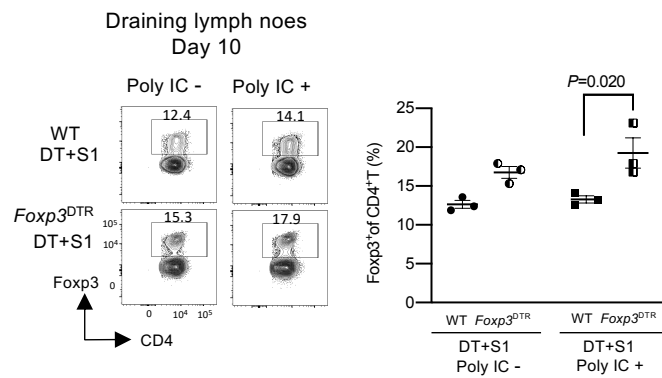 Draining lymph noes
Day 10
Poly IC - Poly IC +
WT
DT+S1
12.4 14.1
Foxp3DTR
DT+S1
15.3 17.9
10⁵
10⁴
0
Foxp3
0 10⁴ 10⁵
CD4
P=0.020
Foxp3⁺of CD4⁺T (%)
25
20
15
10
5
0
WT Foxp3DTR WT Foxp3DTR
DT+S1 DT+S1
Poly IC - Poly IC +